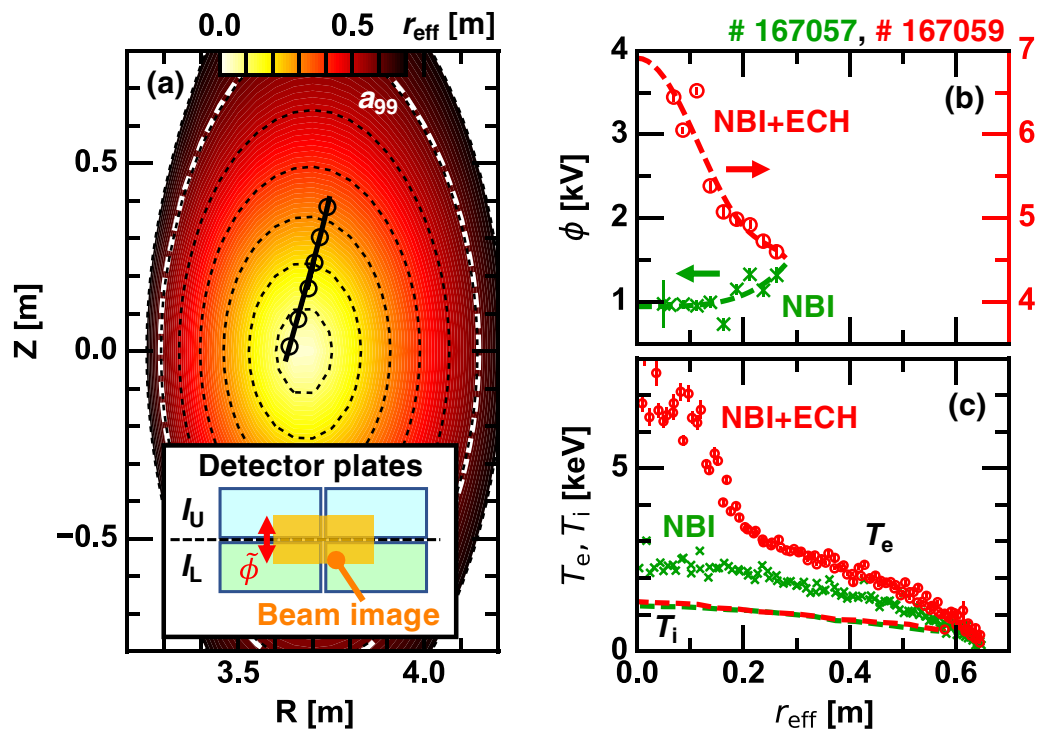 0.0 0.5 r_eff [m]
(a)
a_99
0.5
0.0
−0.5
Z [m]
Detector plates
I_U
I_L
ϕ̃
Beam image
3.5 4.0
R [m]
# 167057, # 167059
4
3
2
1
ϕ [kV]
7
6
5
4
(b)
NBI+ECH
NBI
(c)
NBI+ECH
NBI
T_e
T_i
5
0
T_e, T_i [keV]
0.0 0.2 0.4 0.6
r_eff [m]